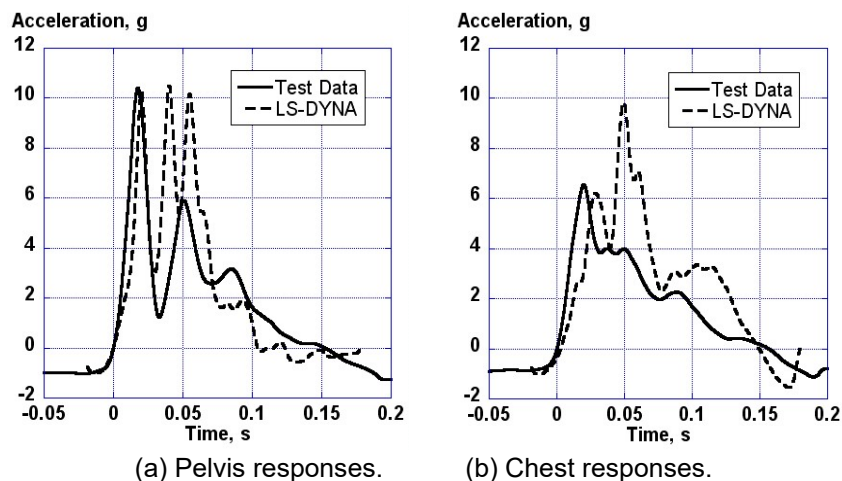 Acceleration, g
12
10
8
6
4
2
0
-2
-0.05 0 0.05 0.1 0.15 0.2
Time, s
Test Data
LS-DYNA
(a) Pelvis responses.
Acceleration, g
12
10
8
6
4
2
0
-2
-0.05 0 0.05 0.1 0.15 0.2
Time, s
Test Data
LS-DYNA
(b) Chest responses.